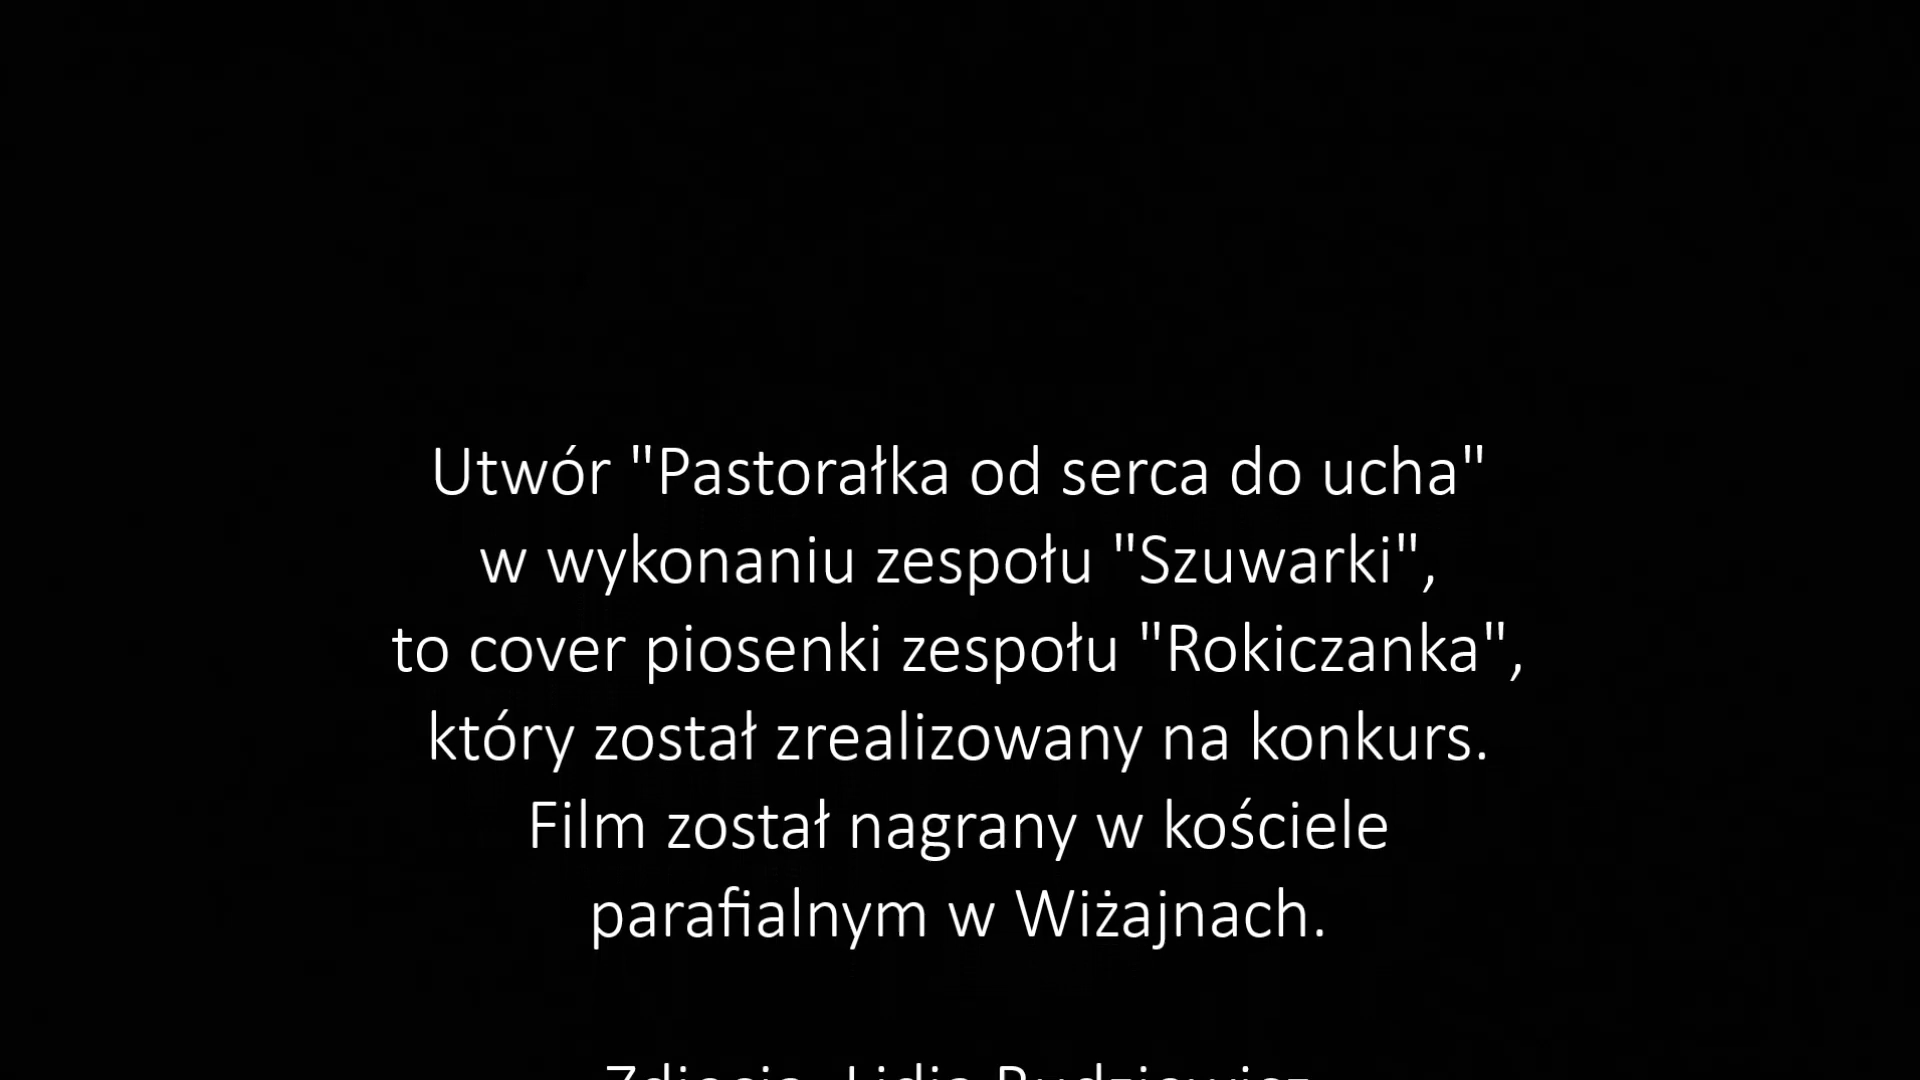 Utwór "Pastorałka od serca do ucha"
w wykonaniu zespołu "Szuwarki",
to cover piosenki zespołu "Rokiczanka",
który został zrealizowany na konkurs.
Film został nagrany w kościele
parafialnym w Wiżajnach.
Zdjęcia Lidia